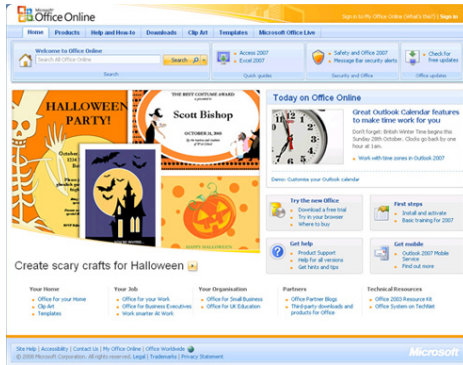 Microsoft
Office Online
Sign in to My Office Online (What's this?) | Sign in
Home Products Help and How-to Downloads Clip Art Templates Microsoft Office Live
Welcome to Office Online
Search All Office Online
Search
Search
Access 2007
Excel 2007
Quick guides
Safety and Office 2007
Message Bar security alerts
Security and Office
Check for
free updates
Office updates
HALLOWEEN
PARTY!
THE BEST COSTUME AWARD
Scott Bishop
OCTOBER 31, 2008
HAPPY HALLOWEEN
Create scary crafts for Halloween
Today on Office Online
Great Outlook Calendar features
to make time work for you
Don't forget: British Winter Time begins this
Sunday 28th October. Clocks go back by one
hour at 1am.
Work with time zones in Outlook 2007
Demo: Customise your Outlook calendar
Try the new Office
Download a free trial
Try in your browser
Where to buy
First steps
Install and activate
Basic training for 2007
Get help
Product Support
Help for all versions
Get hints and tips
Get mobile
Outlook 2007 Mobile
Service
Find out more
Your Home
Office for your Home
Clip Art
Templates
Your Job
Office for your Work
Office for Business Executives
Work smarter At Work
Your Organisation
Office for Small Business
Office for UK Education
Partners
Office Partner Blogs
Third-party downloads and
products for Office
Technical Resources
Office 2003 Resource Kit
Office System on TechNet
Site Help | Accessibility | Contact Us | My Office Online | Office Worldwide
© 2008 Microsoft Corporation. All rights reserved. Legal | Trademarks | Privacy Statement
Microsoft